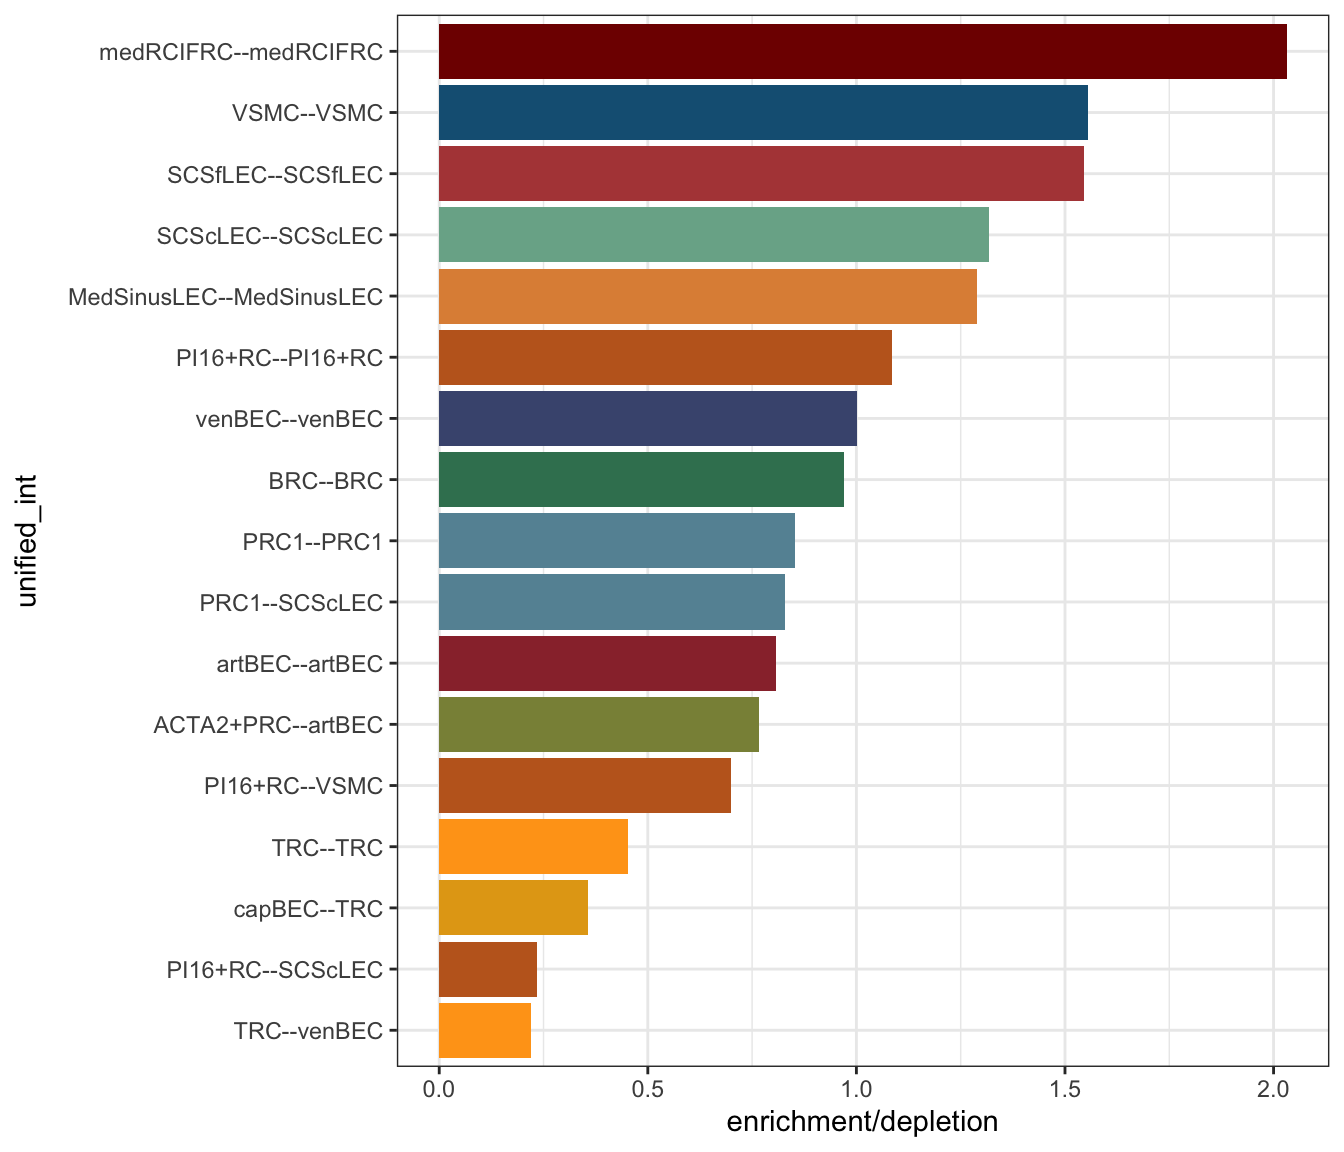 medRCIFRC--medRCIFRC
VSMC--VSMC
SCSfLEC--SCSfLEC
SCScLEC--SCScLEC
MedSinusLEC--MedSinusLEC
PI16+RC--PI16+RC
venBEC--venBEC
BRC--BRC
PRC1--PRC1
PRC1--SCScLEC
artBEC--artBEC
ACTA2+PRC--artBEC
PI16+RC--VSMC
TRC--TRC
capBEC--TRC
PI16+RC--SCScLEC
TRC--venBEC
unified_int
0.0 0.5 1.0 1.5 2.0
enrichment/depletion